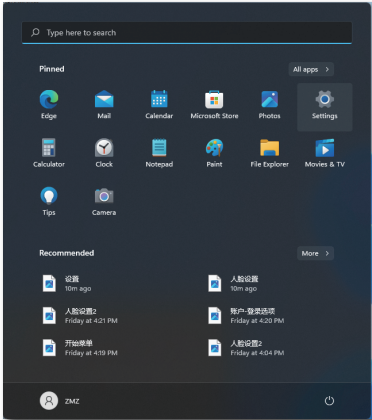 Type here to search
Pinned
All apps >
Edge
Mail
Calendar
Microsoft Store
Photos
Settings
Calculator
Clock
Notepad
Paint
File Explorer
Movies & TV
Tips
Camera
Recommended
More >
设置
10m ago
人脸设置
10m ago
人脸设置2
Friday at 4:21 PM
账户-登录选项
Friday at 4:20 PM
开始菜单
Friday at 4:19 PM
人脸设置2
Friday at 4:04 PM
ZMZ